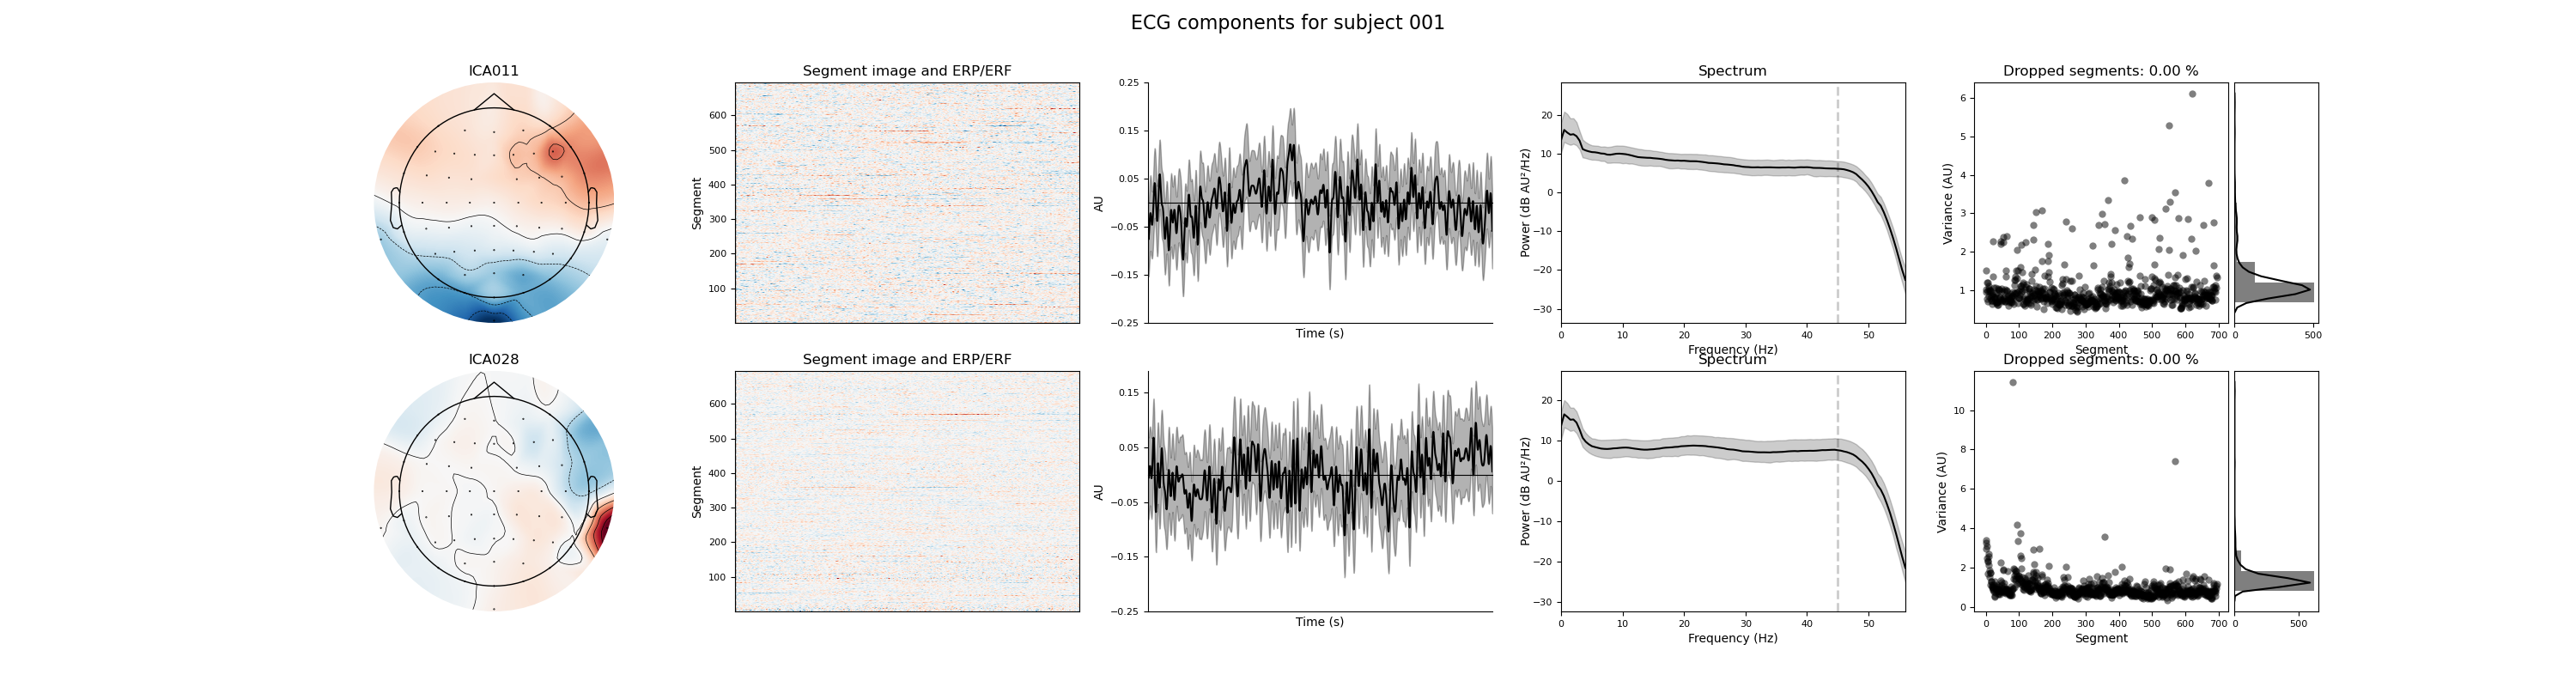 ECG components for subject 001
ICA011
Segment image and ERP/ERF
Spectrum
Dropped segments: 0.00 %
Segment
600
500
400
300
200
100
AU
0.25
0.15
0.05
−0.05
−0.15
−0.25
Time (s)
Power (dB AU²/Hz)
20
10
0
−10
−20
−30
0 10 20 30 40 50
Frequency (Hz)
Variance (AU)
6
5
4
3
2
1
0 100 200 300 400 500 600 700
Segment
0 500
ICA028
Segment image and ERP/ERF
Spectrum
Dropped segments: 0.00 %
Segment
600
500
400
300
200
100
AU
0.15
0.05
−0.05
−0.15
−0.25
Time (s)
Power (dB AU²/Hz)
20
10
0
−10
−20
−30
0 10 20 30 40 50
Frequency (Hz)
Variance (AU)
10
8
6
4
2
0
0 100 200 300 400 500 600 700
Segment
0 500